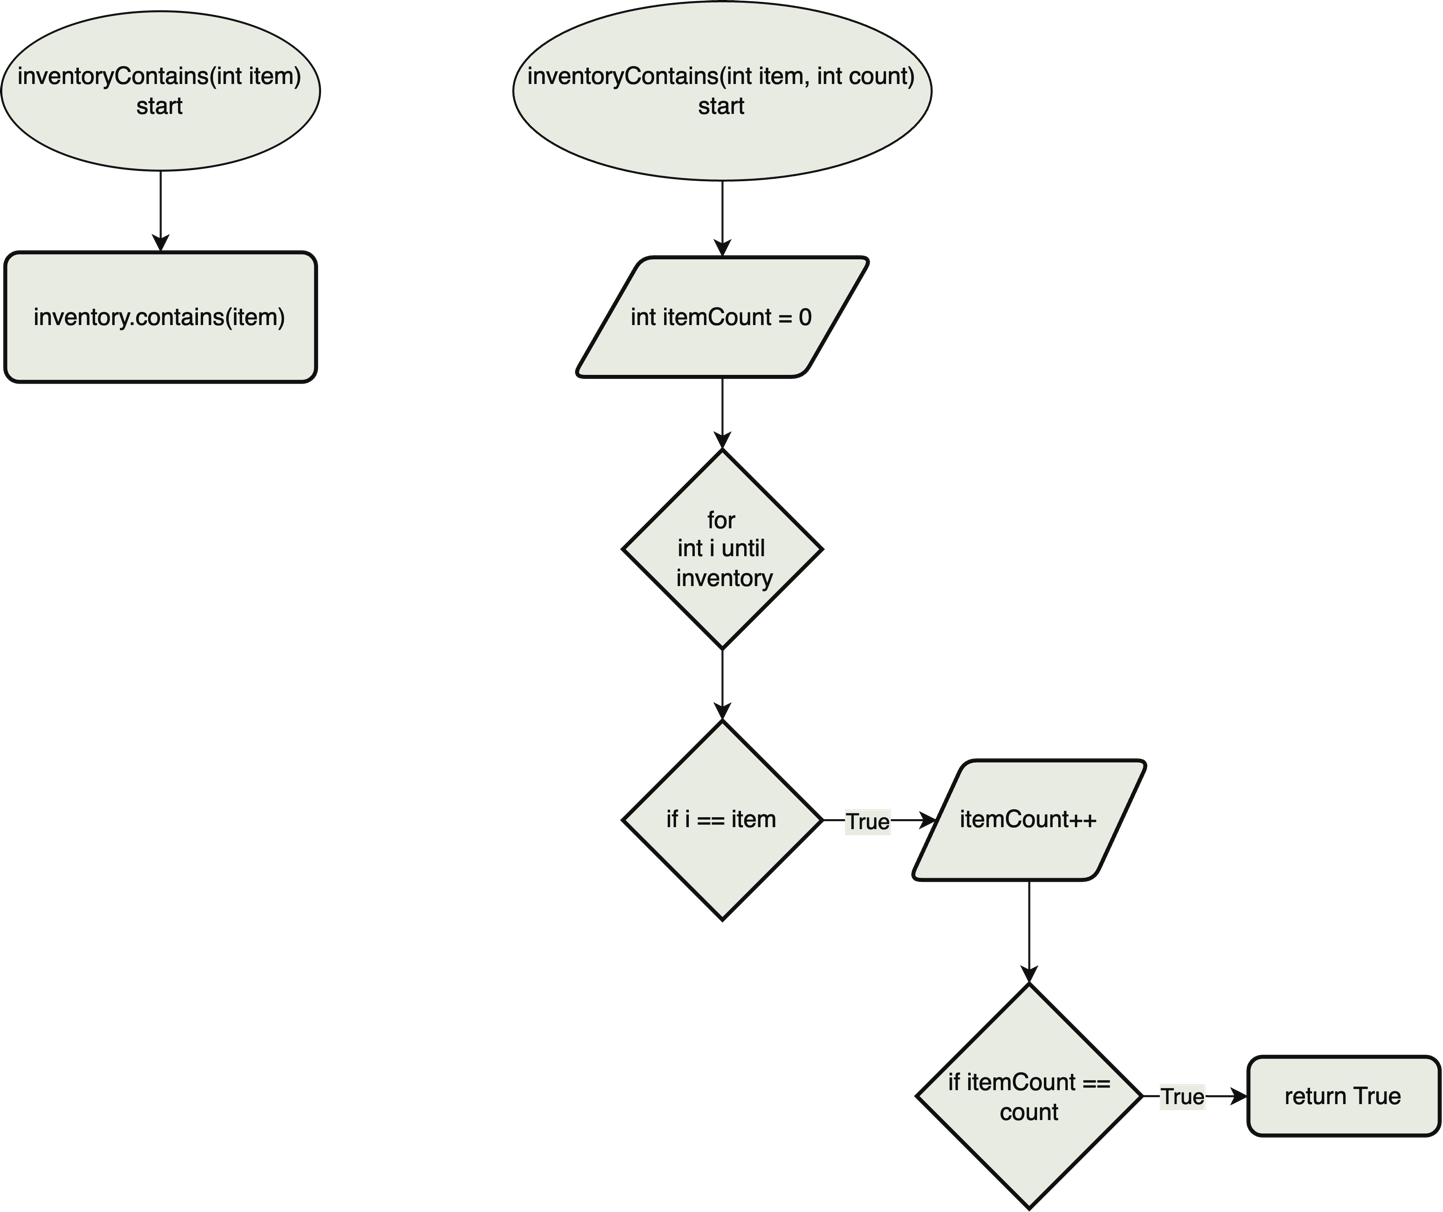 inventoryContains(int item)
start
inventory.contains(item)
inventoryContains(int item, int count)
start
int itemCount = 0
for
int i until
inventory
if i == item
True
itemCount++
if itemCount ==
count
True
return True